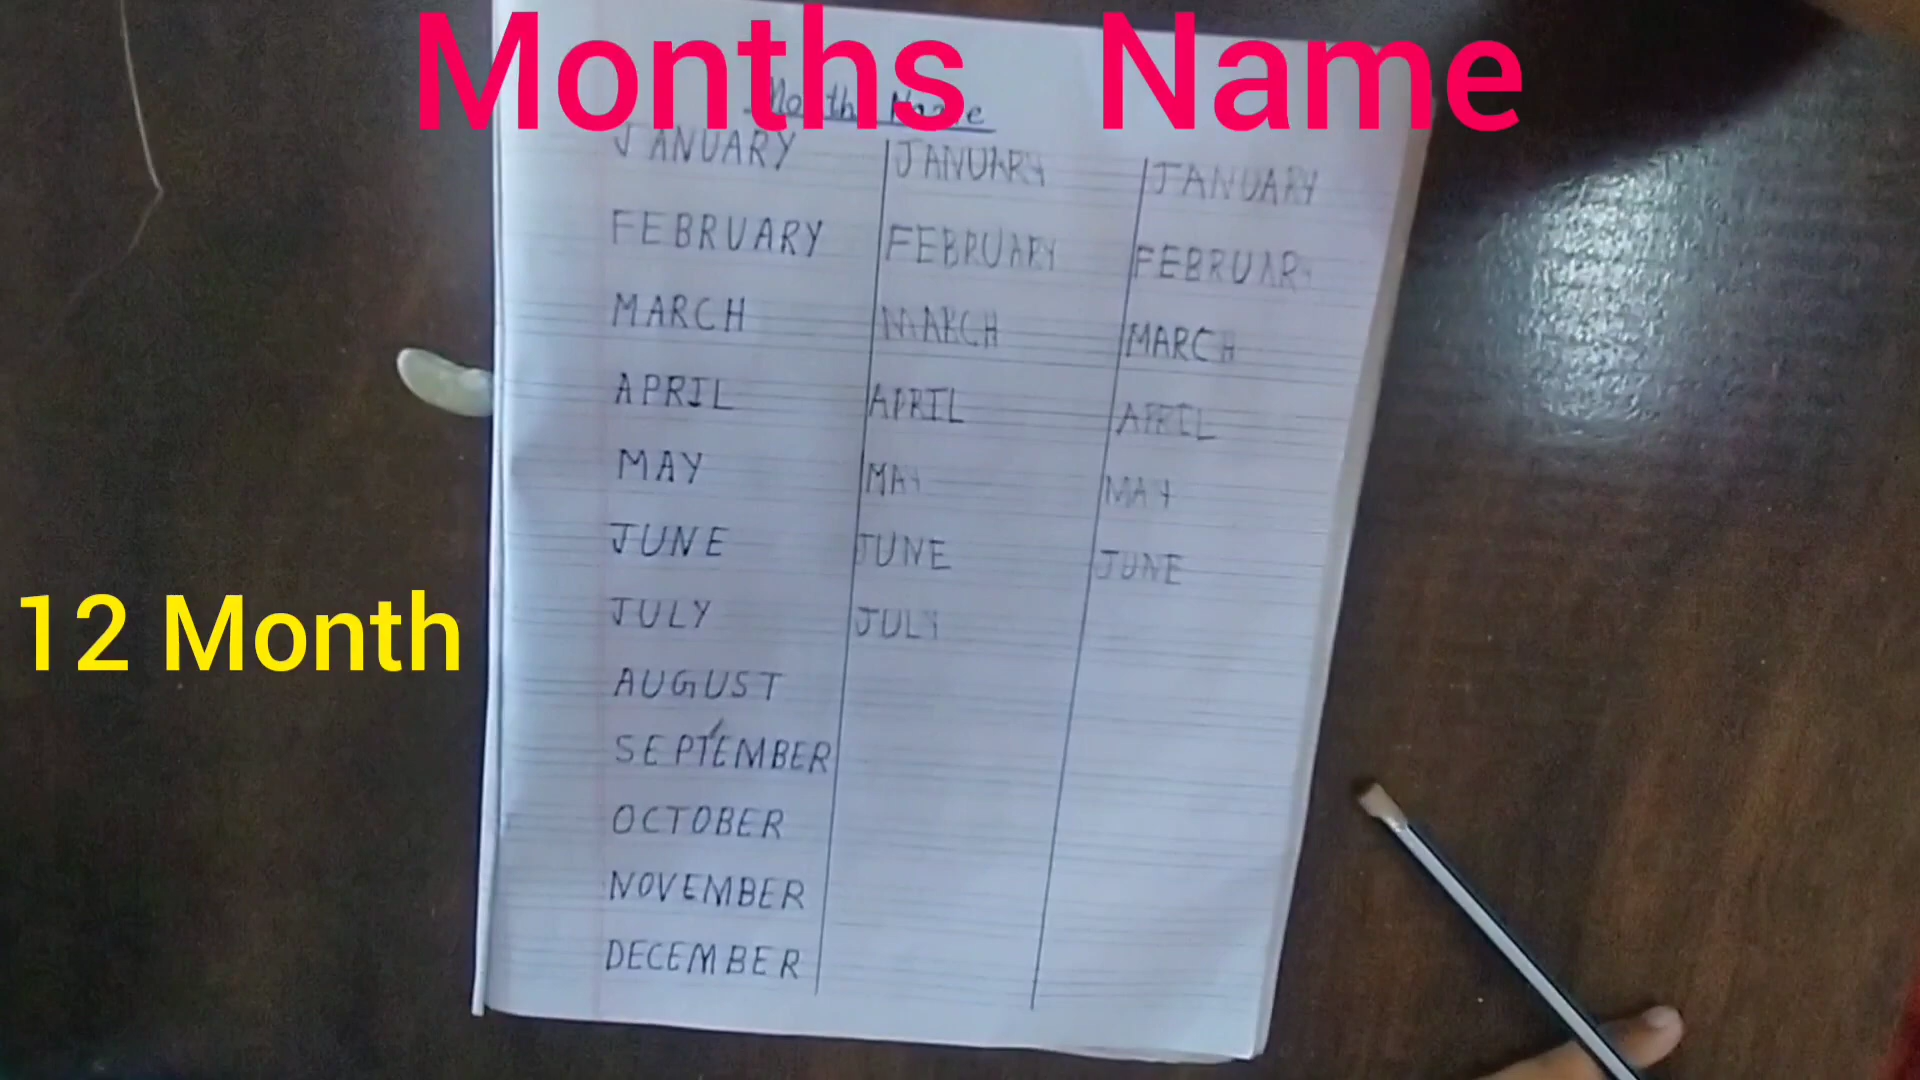 Months Name
Month Name
JANUARY JANUARY JANUARY
FEBRUARY FEBRUARY FEBRUARY
MARCH MARCH MARCH
APRIL APRIL APRIL
MAY MAY MAY
JUNE JUNE JUNE
12 Month
JULY JULY
AUGUST
SEPTEMBER
OCTOBER
NOVEMBER
DECEMBER